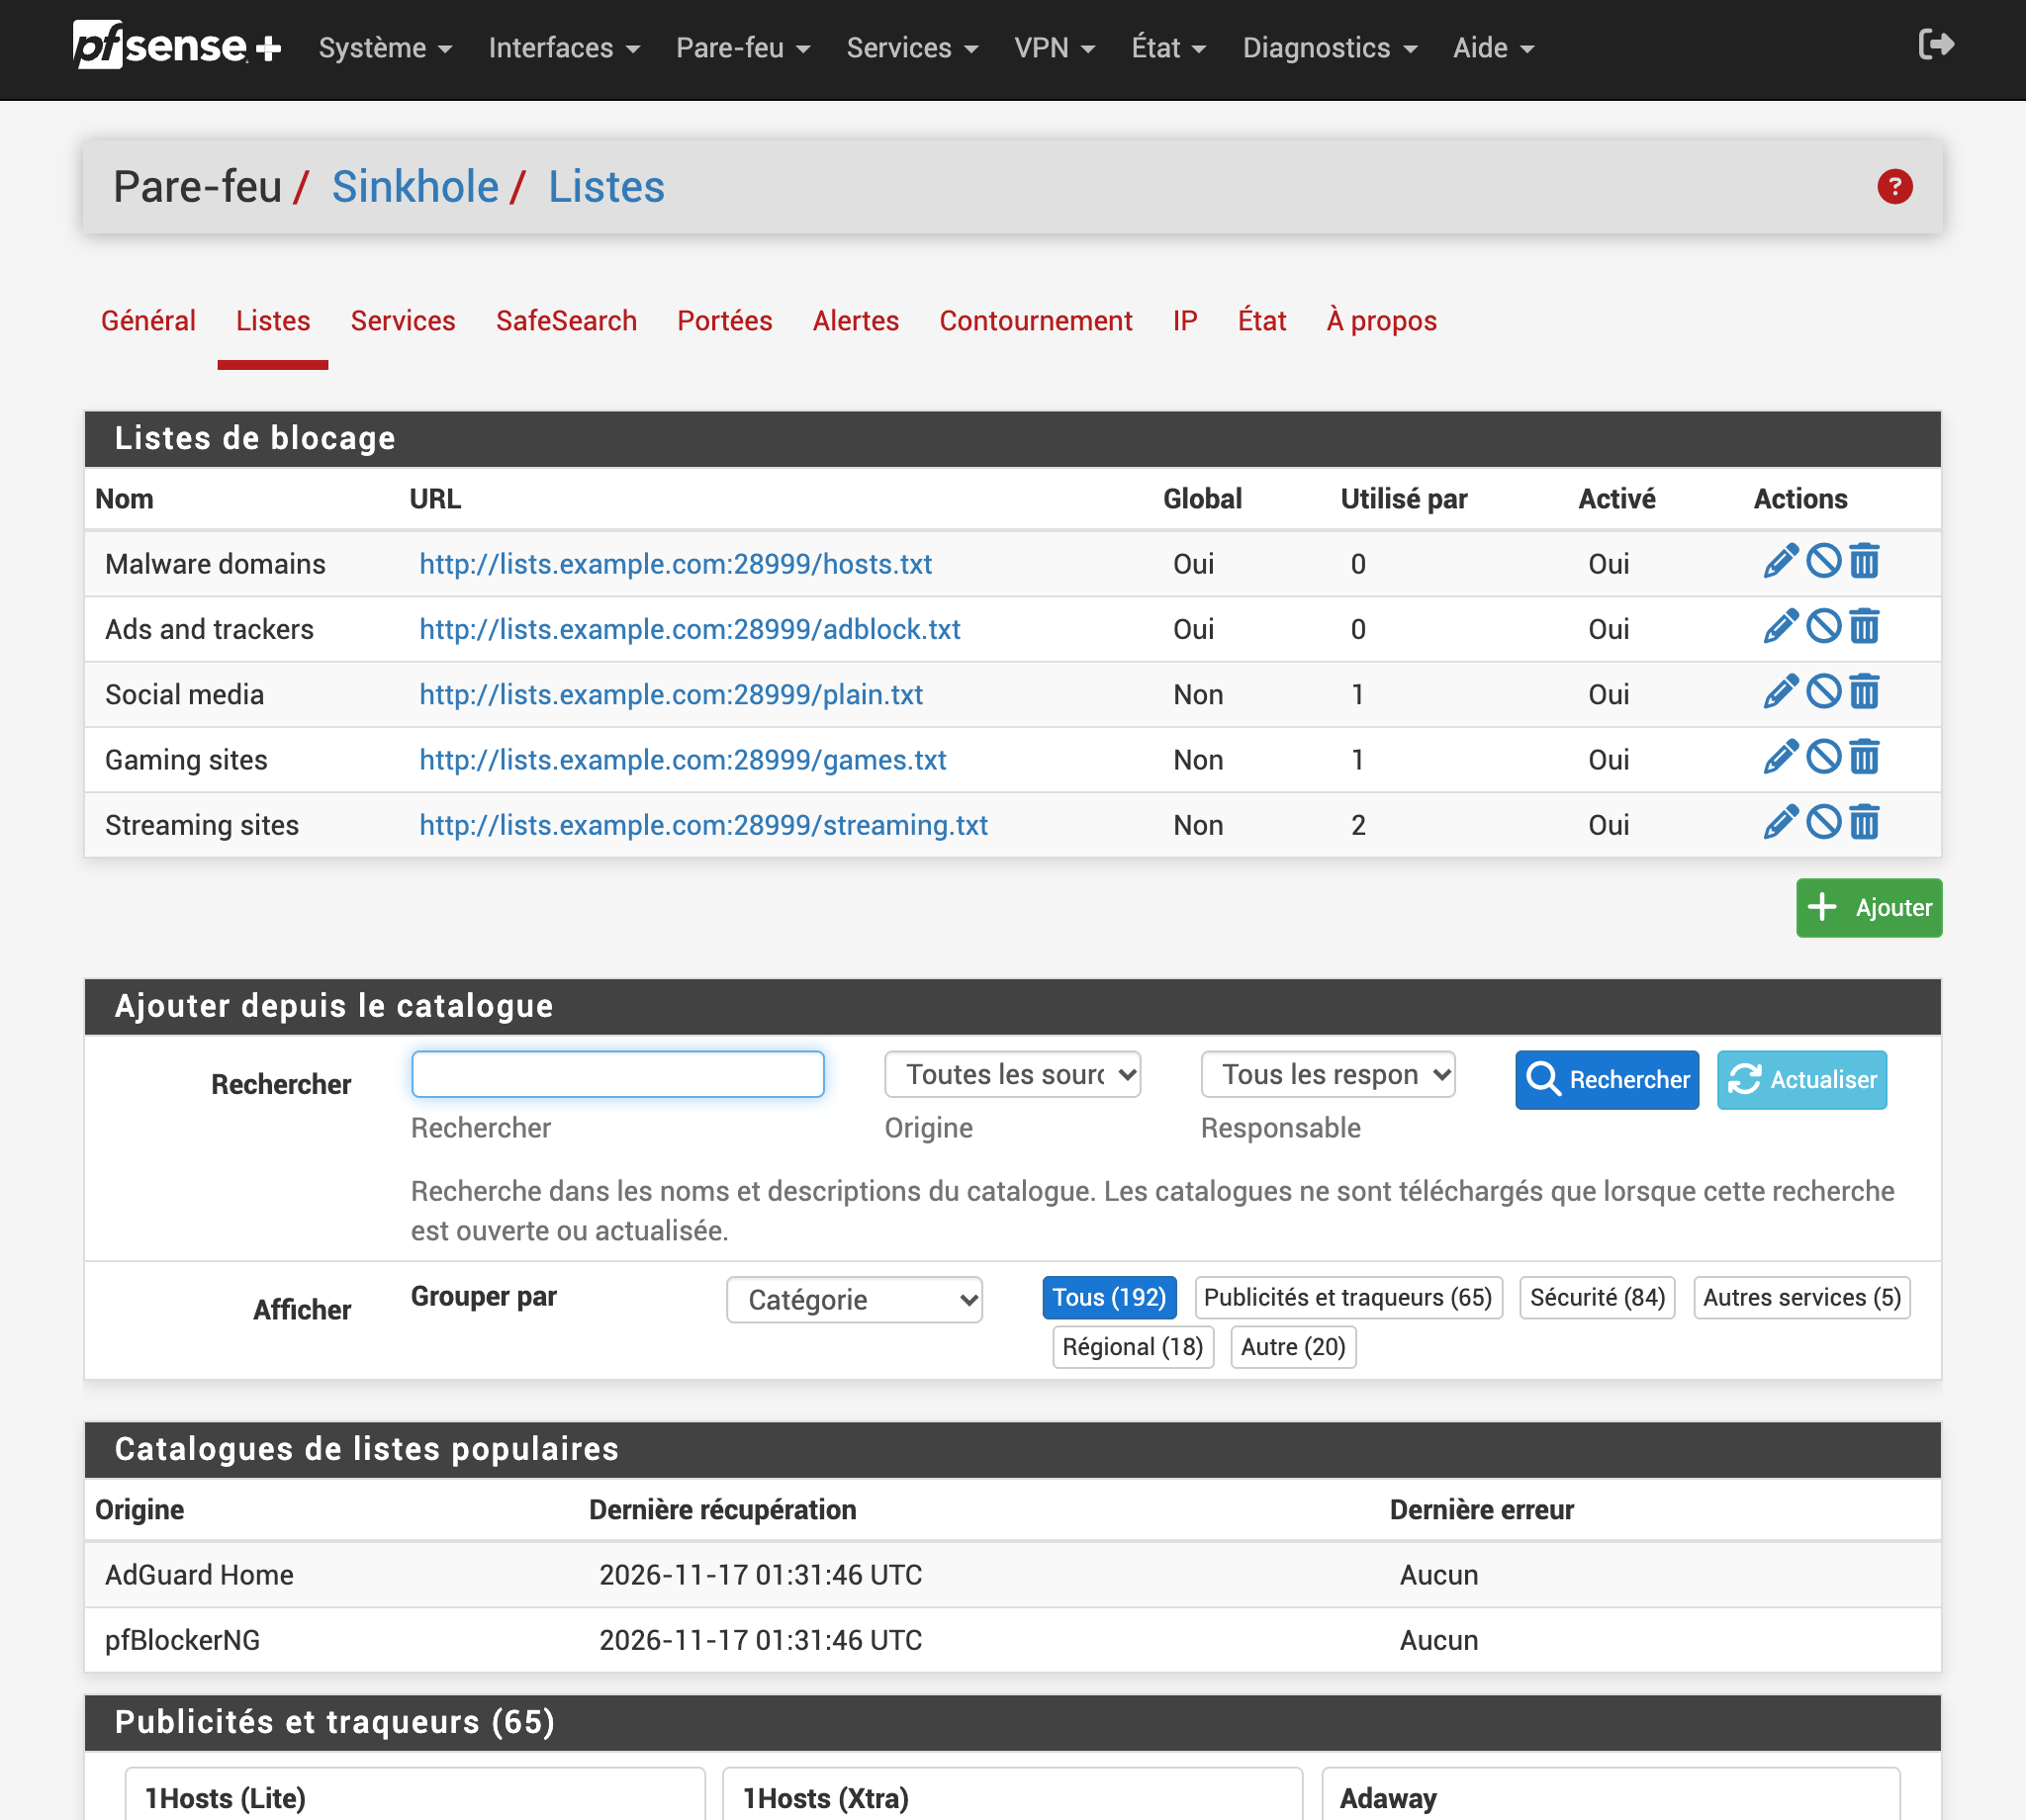 pfsense + Système Interfaces Pare-feu Services VPN État Diagnostics Aide
Pare-feu / Sinkhole / Listes
Général Listes Services SafeSearch Portées Alertes Contournement IP État À propos
Listes de blocage
Nom URL Global Utilisé par Activé Actions
Malware domains http://lists.example.com:28999/hosts.txt Oui 0 Oui
Ads and trackers http://lists.example.com:28999/adblock.txt Oui 0 Oui
Social media http://lists.example.com:28999/plain.txt Non 1 Oui
Gaming sites http://lists.example.com:28999/games.txt Non 1 Oui
Streaming sites http://lists.example.com:28999/streaming.txt Non 2 Oui
Ajouter
Ajouter depuis le catalogue
Rechercher Toutes les sourc Tous les respon Rechercher Actualiser
Rechercher Origine Responsable
Recherche dans les noms et descriptions du catalogue. Les catalogues ne sont téléchargés que lorsque cette recherche
est ouverte ou actualisée.
Afficher Grouper par Catégorie Tous (192) Publicités et traqueurs (65) Sécurité (84) Autres services (5)
Régional (18) Autre (20)
Catalogues de listes populaires
Origine Dernière récupération Dernière erreur
AdGuard Home 2026-11-17 01:31:46 UTC Aucun
pfBlockerNG 2026-11-17 01:31:46 UTC Aucun
Publicités et traqueurs (65)
1Hosts (Lite) 1Hosts (Xtra) Adaway